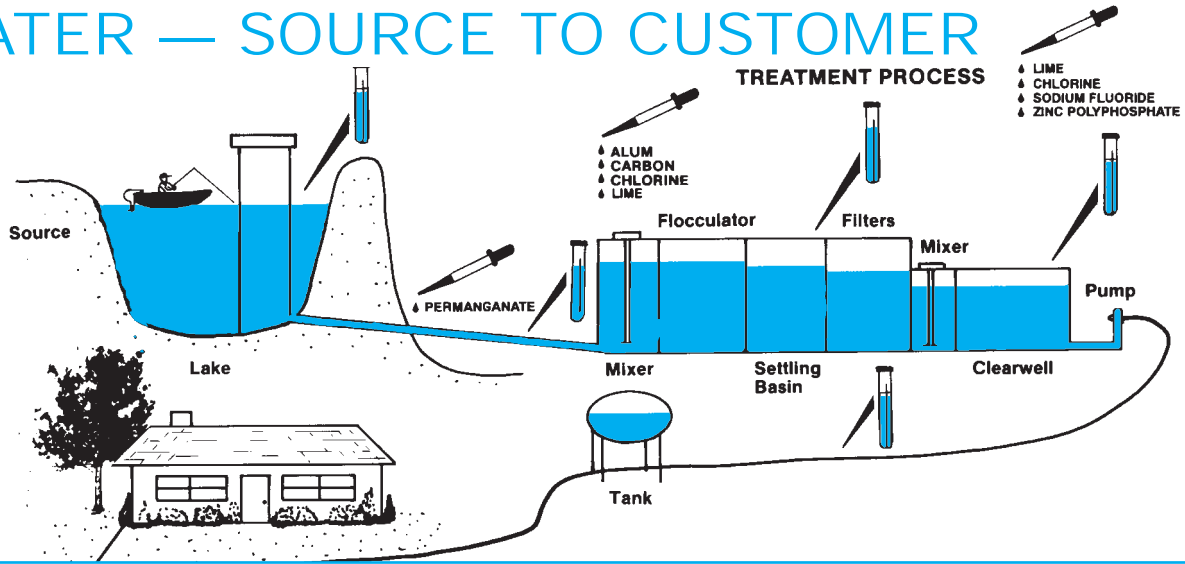 ATER — SOURCE TO CUSTOMER
TREATMENT PROCESS
LIME
CHLORINE
SODIUM FLUORIDE
ZINC POLYPHOSPHATE
ALUM
CARBON
CHLORINE
LIME
Source
Flocculator
Filters
Mixer
PERMANGANATE
Pump
Lake
Mixer
Settling
Basin
Clearwell
Tank